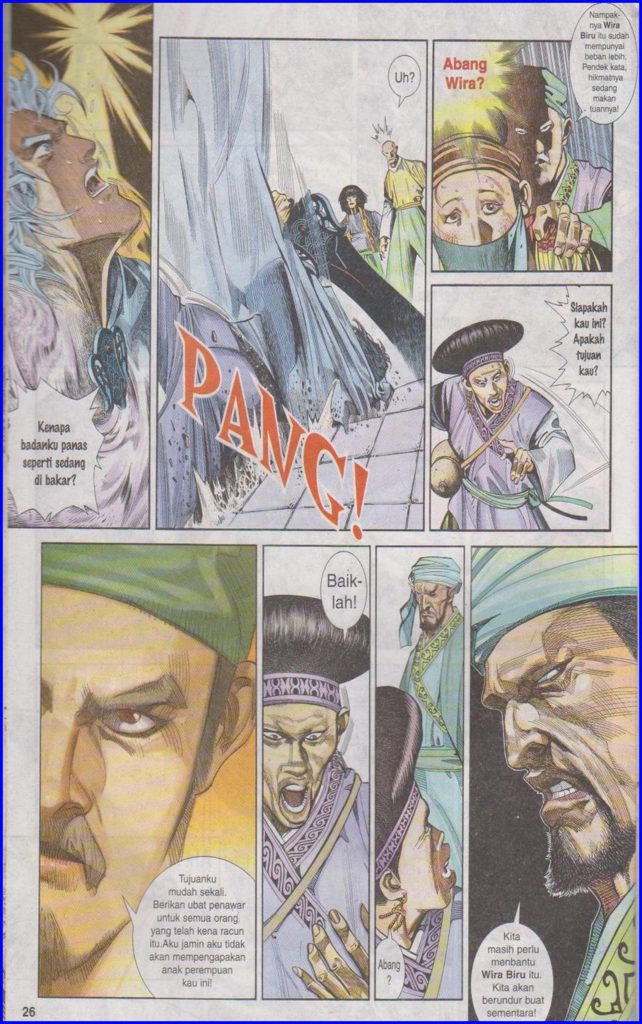 Kenapa
badanku panas
seperti sedang
di bakar?
Uh?
PANG!
Abang
Wira?
Nampak-
nya Wira
Biru itu sudah
mempunyai
beban lebih.
Pendek kata,
hikmatnya
sedang
makan
tuannya!
Siapakah
kau ini?
Apakah
tujuan
kau?
Tujuanku
mudah sekali.
Berikan ubat penawar
untuk semua orang
yang telah kena racun
itu.Aku jamin aku tidak
akan mempengapakan
anak perempuan
kau ini!
Baik-
lah!
Abang
?
Kita
masih perlu
menbantu
Wira Biru itu.
Kita akan
berundur buat
sementara!
26